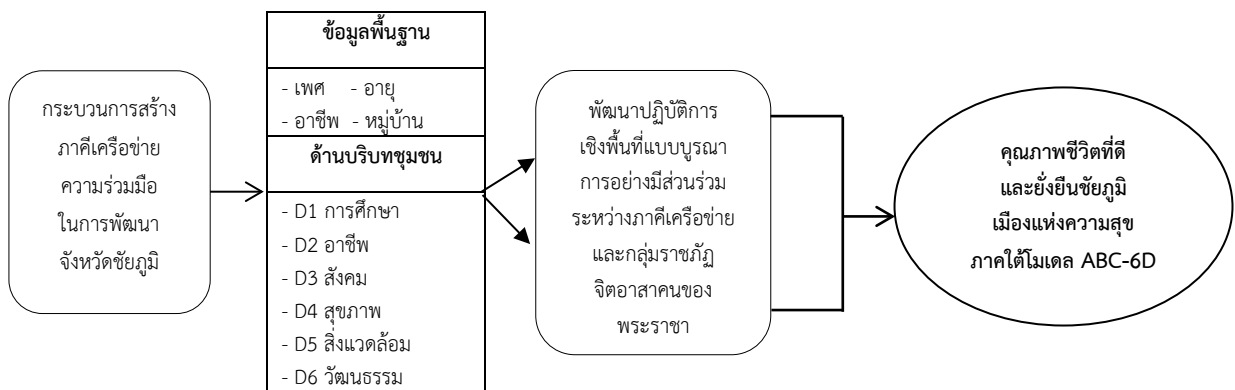 กระบวนการสร้าง
ภาคีเครือข่าย
ความร่วมมือ
ในการพัฒนา
จังหวัดชัยภูมิ
ข้อมูลพื้นฐาน
- เพศ - อายุ
- อาชีพ - หมู่บ้าน
ด้านบริบทชุมชน
- D1 การศึกษา
- D2 อาชีพ
- D3 สังคม
- D4 สุขภาพ
- D5 สิ่งแวดล้อม
- D6 วัฒนธรรม
พัฒนาปฏิบัติการ
เชิงพื้นที่แบบบูรณา
การอย่างมีส่วนร่วม
ระหว่างภาคีเครือข่าย
และกลุ่มราชภัฏ
จิตอาสาคนของ
พระราชา
คุณภาพชีวิตที่ดี
และยั่งยืนชัยภูมิ
เมืองแห่งความสุข
ภาคใต้โมเดล ABC-6D